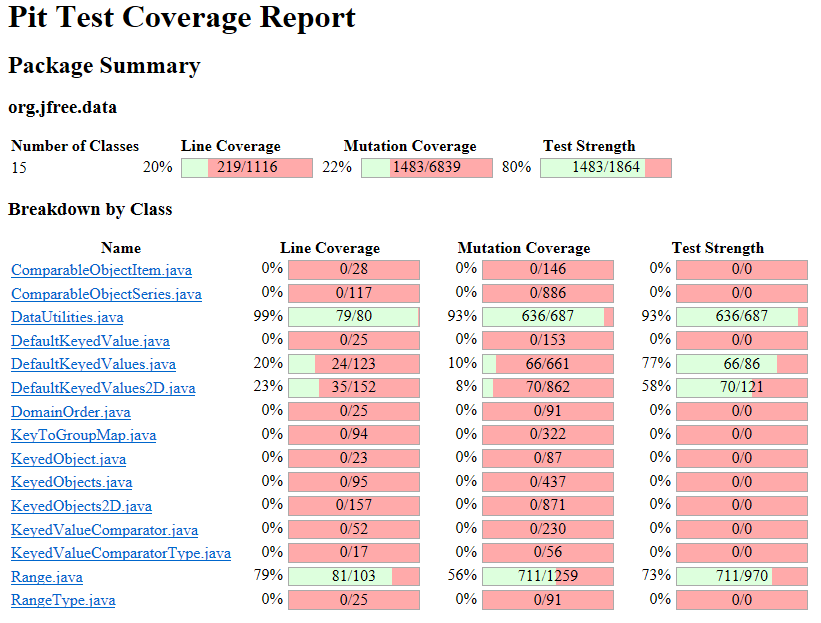 Pit Test Coverage Report
Package Summary
org.jfree.data
Number of Classes Line Coverage Mutation Coverage Test Strength
15 20% 219/1116 22% 1483/6839 80% 1483/1864
Breakdown by Class
Name Line Coverage Mutation Coverage Test Strength
ComparableObjectItem.java 0% 0/28 0% 0/146 0% 0/0
ComparableObjectSeries.java 0% 0/117 0% 0/886 0% 0/0
DataUtilities.java 99% 79/80 93% 636/687 93% 636/687
DefaultKeyedValue.java 0% 0/25 0% 0/153 0% 0/0
DefaultKeyedValues.java 20% 24/123 10% 66/661 77% 66/86
DefaultKeyedValues2D.java 23% 35/152 8% 70/862 58% 70/121
DomainOrder.java 0% 0/25 0% 0/91 0% 0/0
KeyToGroupMap.java 0% 0/94 0% 0/322 0% 0/0
KeyedObject.java 0% 0/23 0% 0/87 0% 0/0
KeyedObjects.java 0% 0/95 0% 0/437 0% 0/0
KeyedObjects2D.java 0% 0/157 0% 0/871 0% 0/0
KeyedValueComparator.java 0% 0/52 0% 0/230 0% 0/0
KeyedValueComparatorType.java 0% 0/17 0% 0/56 0% 0/0
Range.java 79% 81/103 56% 711/1259 73% 711/970
RangeType.java 0% 0/25 0% 0/91 0% 0/0